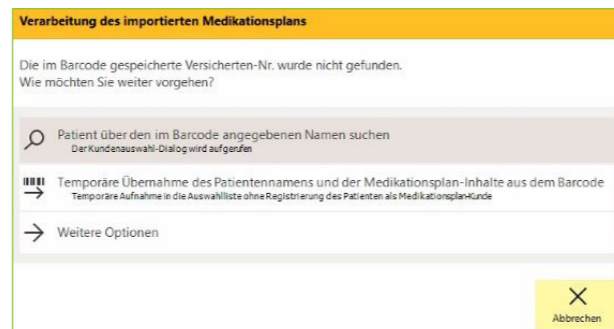 Verarbeitung des importierten Medikationsplans
Die im Barcode gespeicherte Versicherten-Nr. wurde nicht gefunden.
Wie möchten Sie weiter vorgehen?
Patient über den im Barcode angegebenen Namen suchen
Der Kundenauswahl-Dialog wird aufgerufen
Temporäre Übernahme des Patientennamens und der Medikationsplan-Inhalte aus dem Barcode
Temporäre Aufnahme in die Auswahlliste ohne Registrierung des Patienten als Medikationsplan-Kunde
Weitere Optionen
Abbrechen